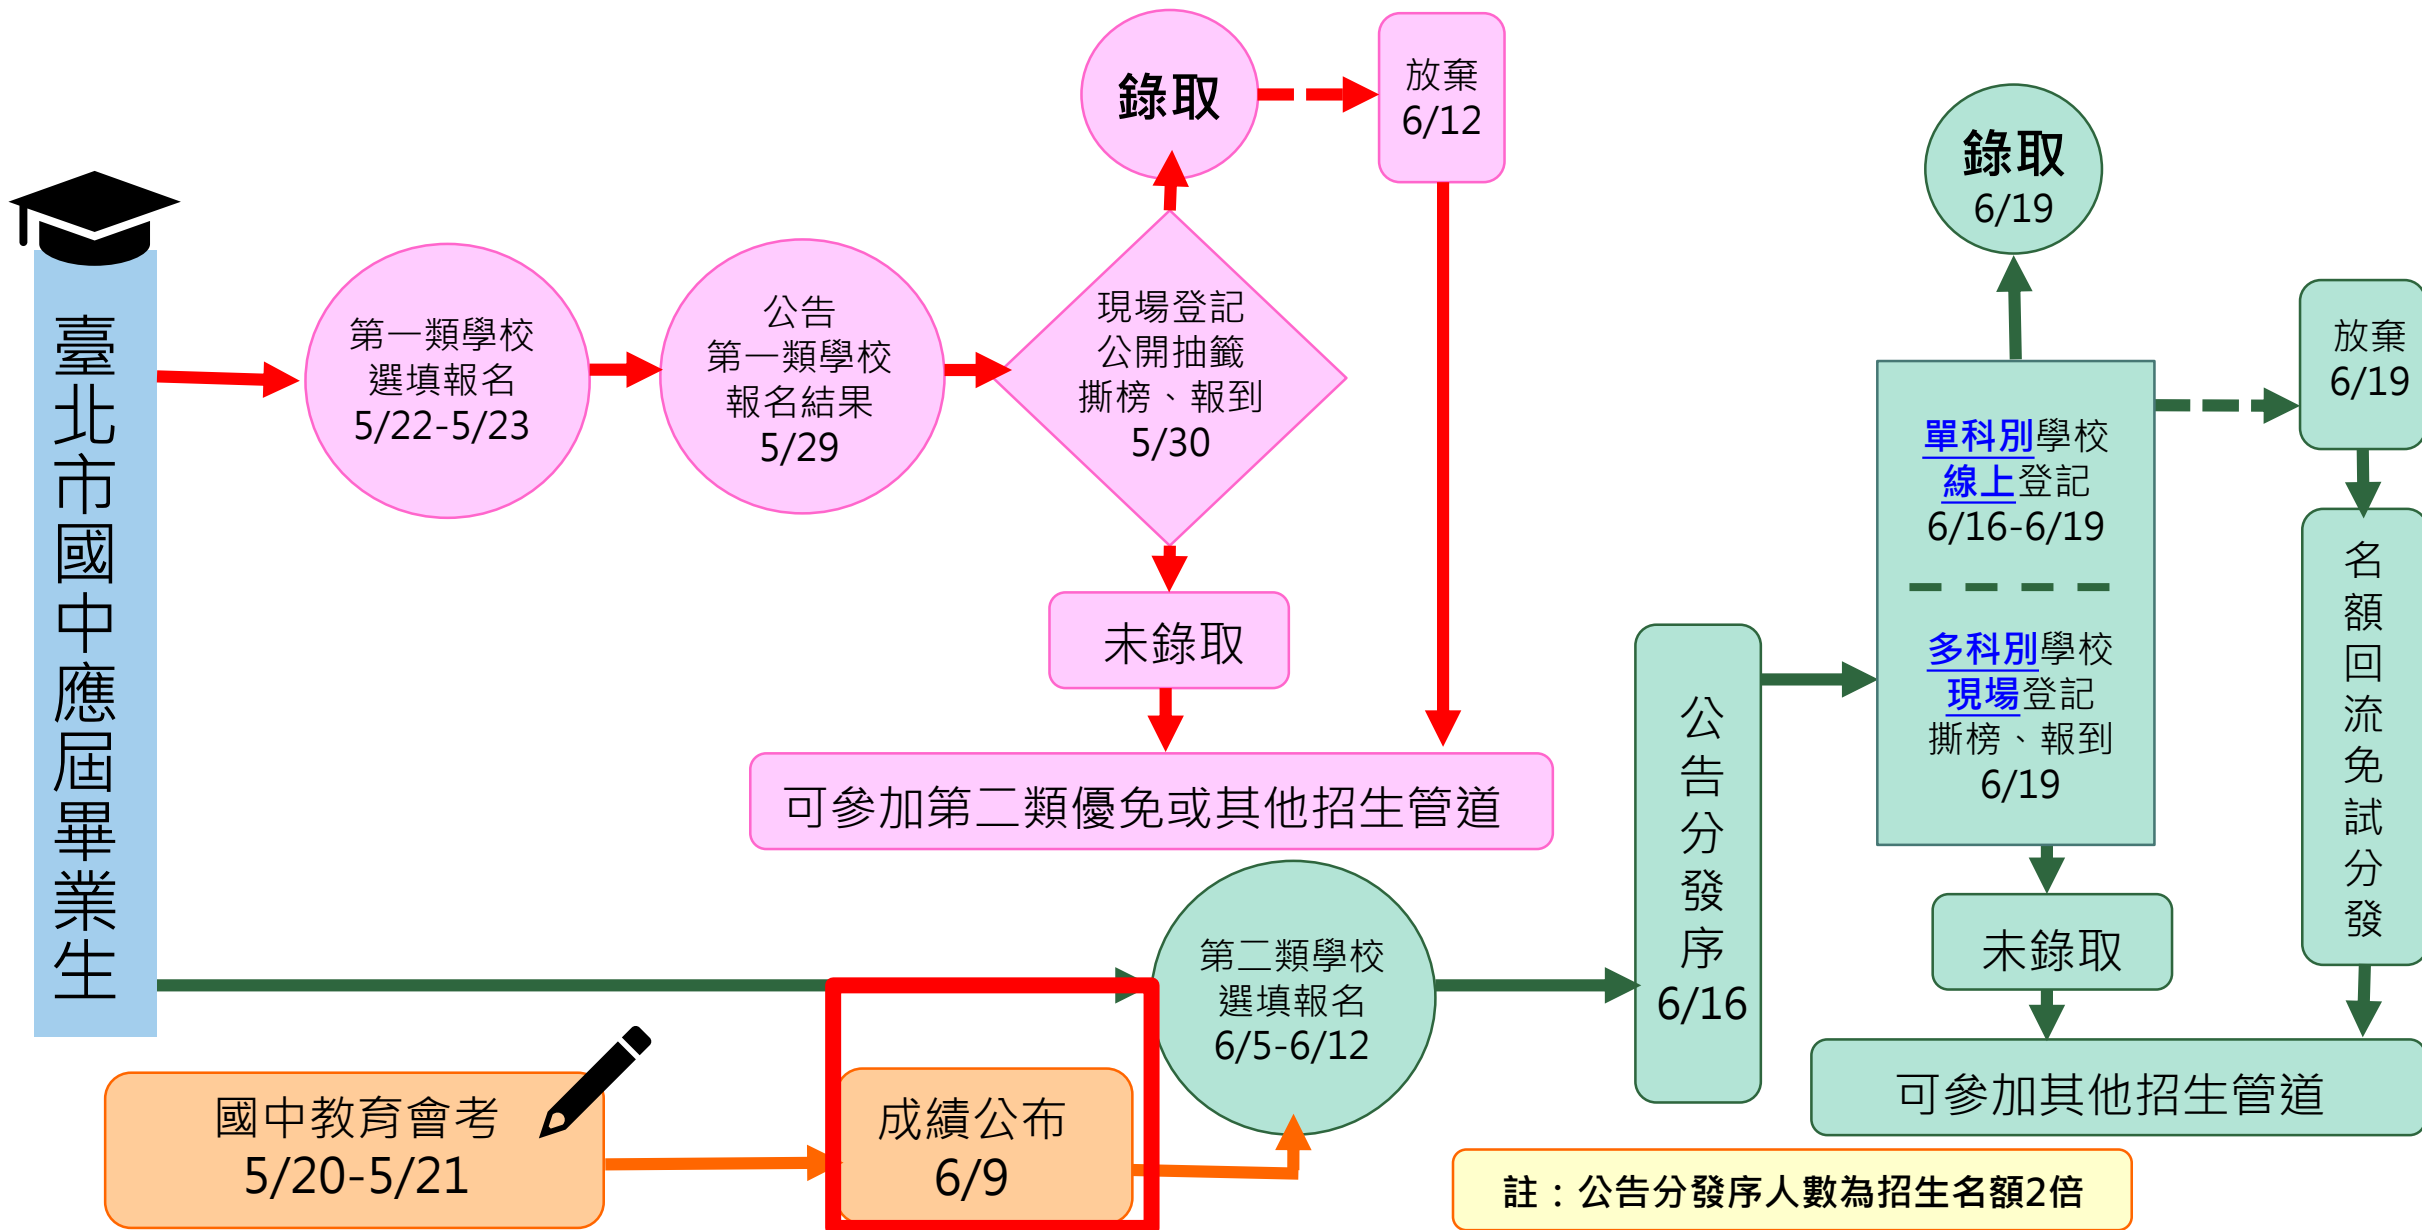 臺北市國中應屆畢業生
第一類學校
選填報名
5/22-5/23
公告
第一類學校
報名結果
5/29
現場登記
公開抽籤
撕榜、報到
5/30
錄取
放棄
6/12
未錄取
可參加第二類優免或其他招生管道
國中教育會考
5/20-5/21
成績公布
6/9
第二類學校
選填報名
6/5-6/12
公告分發序
6/16
單科別學校
線上登記
6/16-6/19
多科別學校
現場登記
撕榜、報到
6/19
錄取
6/19
放棄
6/19
名額回流免試分發
未錄取
可參加其他招生管道
註：公告分發序人數為招生名額2倍